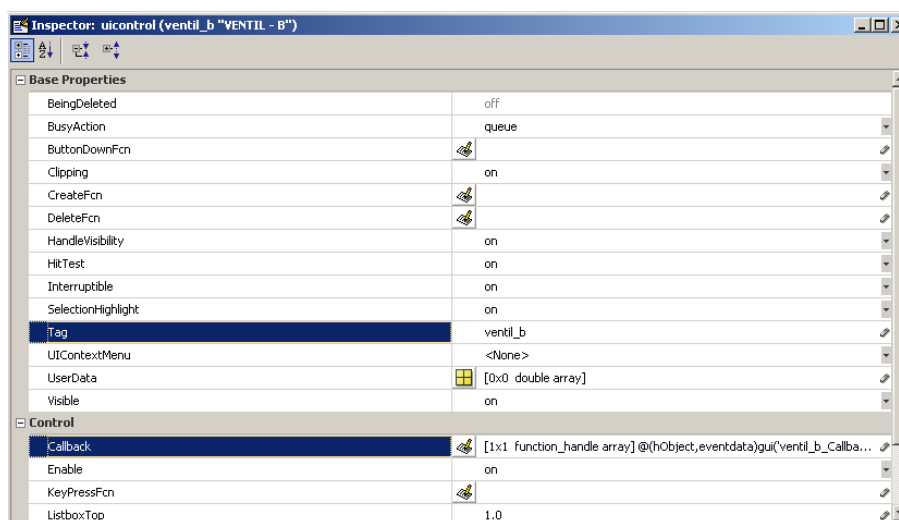 Inspector: uicontrol (ventil_b "VENTIL - B")
Base Properties
BeingDeleted off
BusyAction queue
ButtonDownFcn
Clipping on
CreateFcn
DeleteFcn
HandleVisibility on
HitTest on
Interruptible on
SelectionHighlight on
Tag ventil_b
UIContextMenu <None>
UserData [0x0 double array]
Visible on
Control
Callback [1x1 function_handle array] @(hObject,eventdata)gui('ventil_b_Callba...
Enable on
KeyPressFcn
ListboxTop 1.0